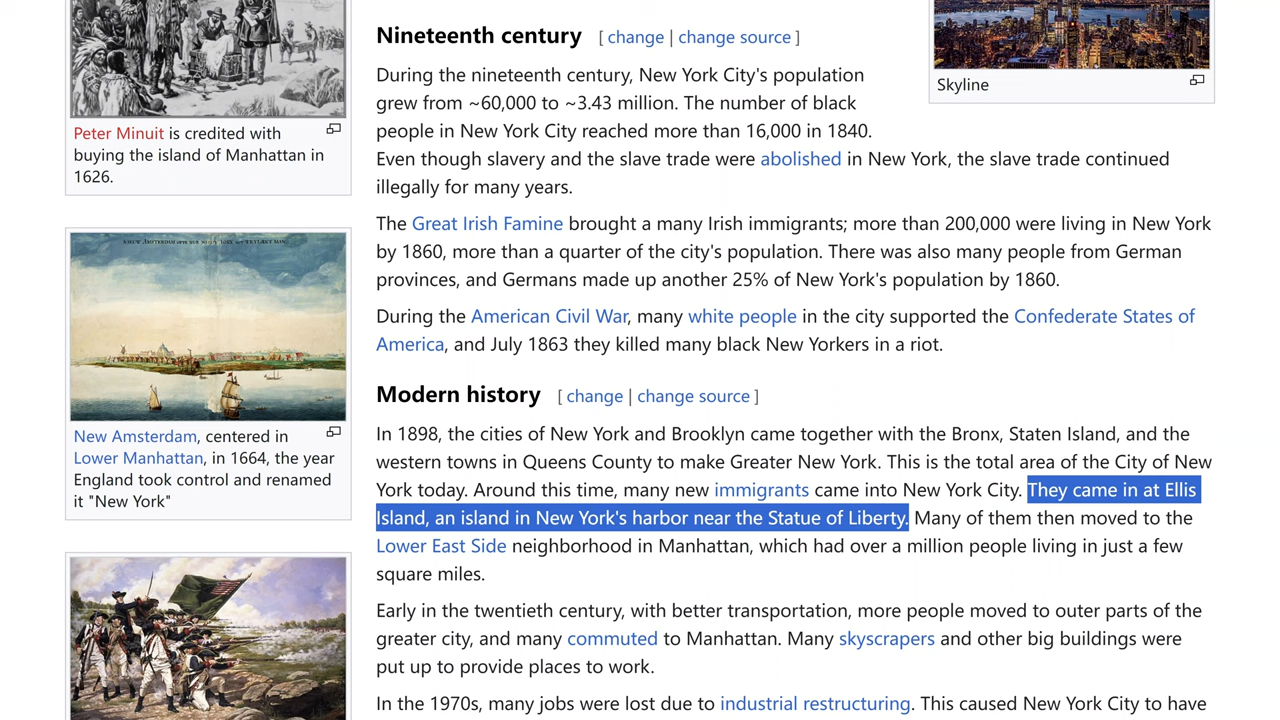 Peter Minuit is credited with
buying the island of Manhattan in
1626.
New Amsterdam, centered in
Lower Manhattan, in 1664, the year
England took control and renamed
it "New York"
Skyline
Nineteenth century [ change | change source ]
During the nineteenth century, New York City's population
grew from ~60,000 to ~3.43 million. The number of black
people in New York City reached more than 16,000 in 1840.
Even though slavery and the slave trade were abolished in New York, the slave trade continued
illegally for many years.
The Great Irish Famine brought a many Irish immigrants; more than 200,000 were living in New York
by 1860, more than a quarter of the city's population. There was also many people from German
provinces, and Germans made up another 25% of New York's population by 1860.
During the American Civil War, many white people in the city supported the Confederate States of
America, and July 1863 they killed many black New Yorkers in a riot.
Modern history [ change | change source ]
In 1898, the cities of New York and Brooklyn came together with the Bronx, Staten Island, and the
western towns in Queens County to make Greater New York. This is the total area of the City of New
York today. Around this time, many new immigrants came into New York City. They came in at Ellis
Island, an island in New York's harbor near the Statue of Liberty. Many of them then moved to the
Lower East Side neighborhood in Manhattan, which had over a million people living in just a few
square miles.
Early in the twentieth century, with better transportation, more people moved to outer parts of the
greater city, and many commuted to Manhattan. Many skyscrapers and other big buildings were
put up to provide places to work.
In the 1970s, many jobs were lost due to industrial restructuring. This caused New York City to have